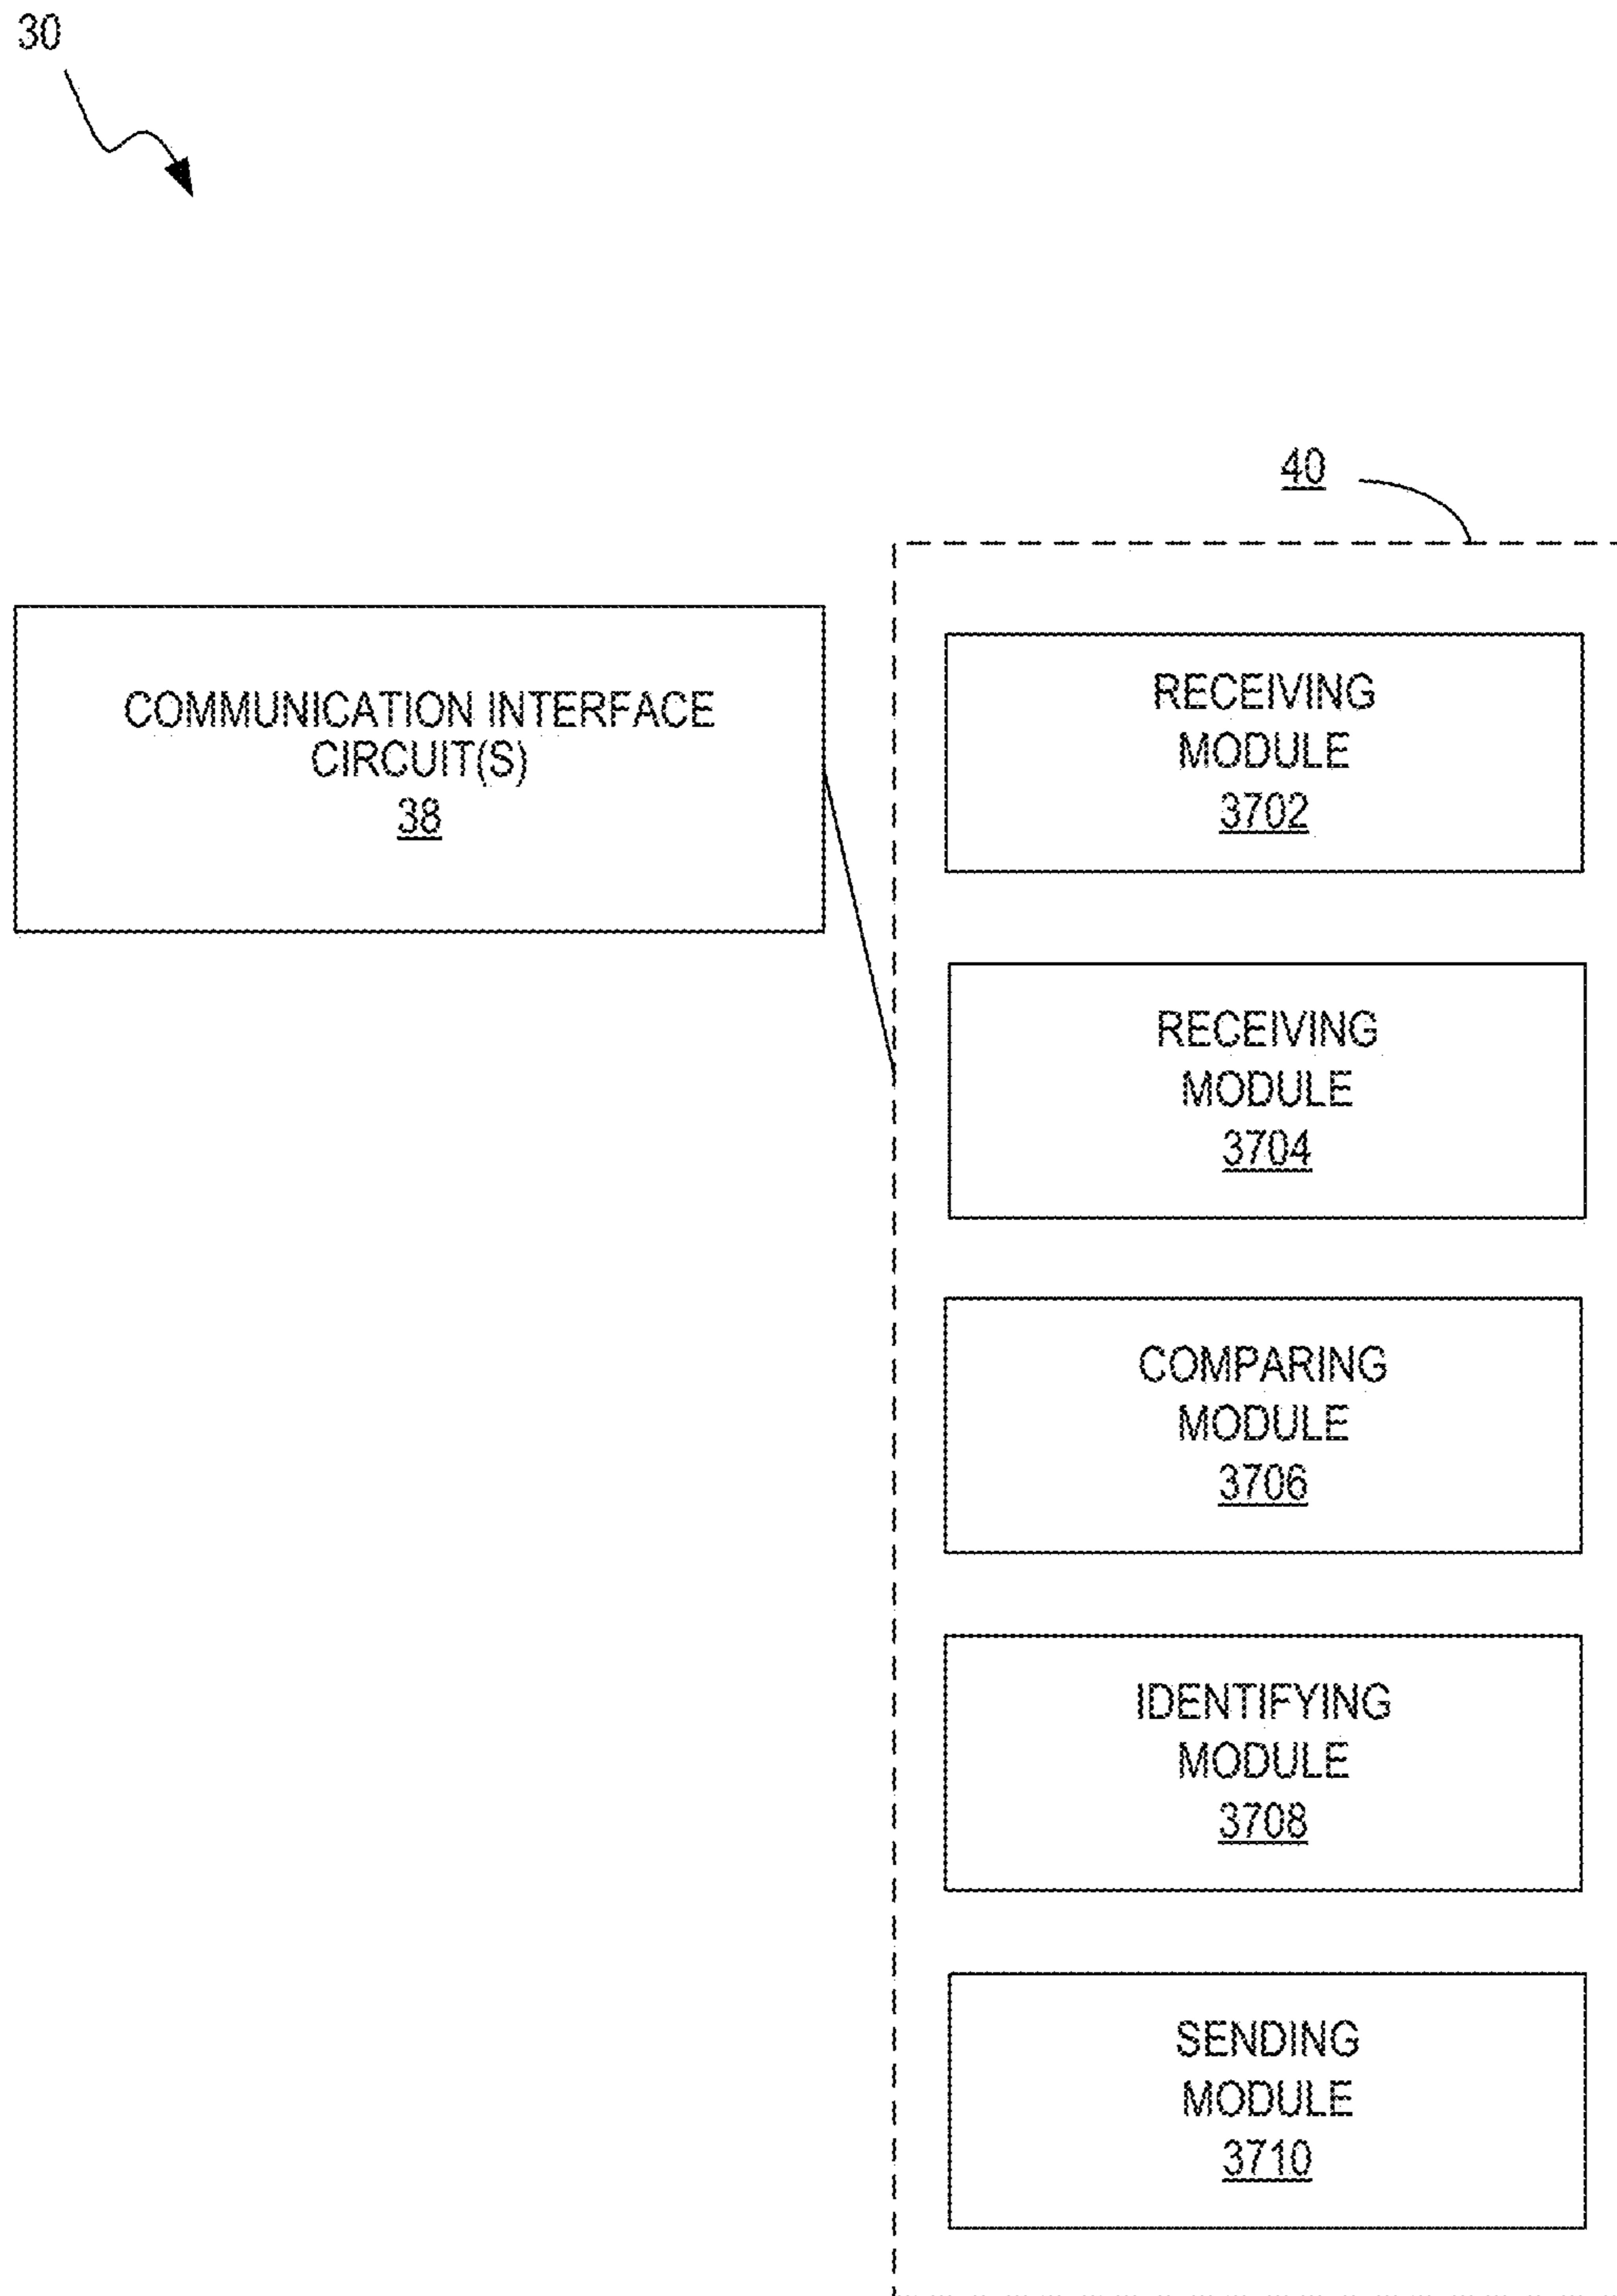 30
40
COMMUNICATION INTERFACE
CIRCUIT(S)
38
RECEIVING
MODULE
3702
RECEIVING
MODULE
3704
COMPARING
MODULE
3706
IDENTIFYING
MODULE
3708
SENDING
MODULE
3710